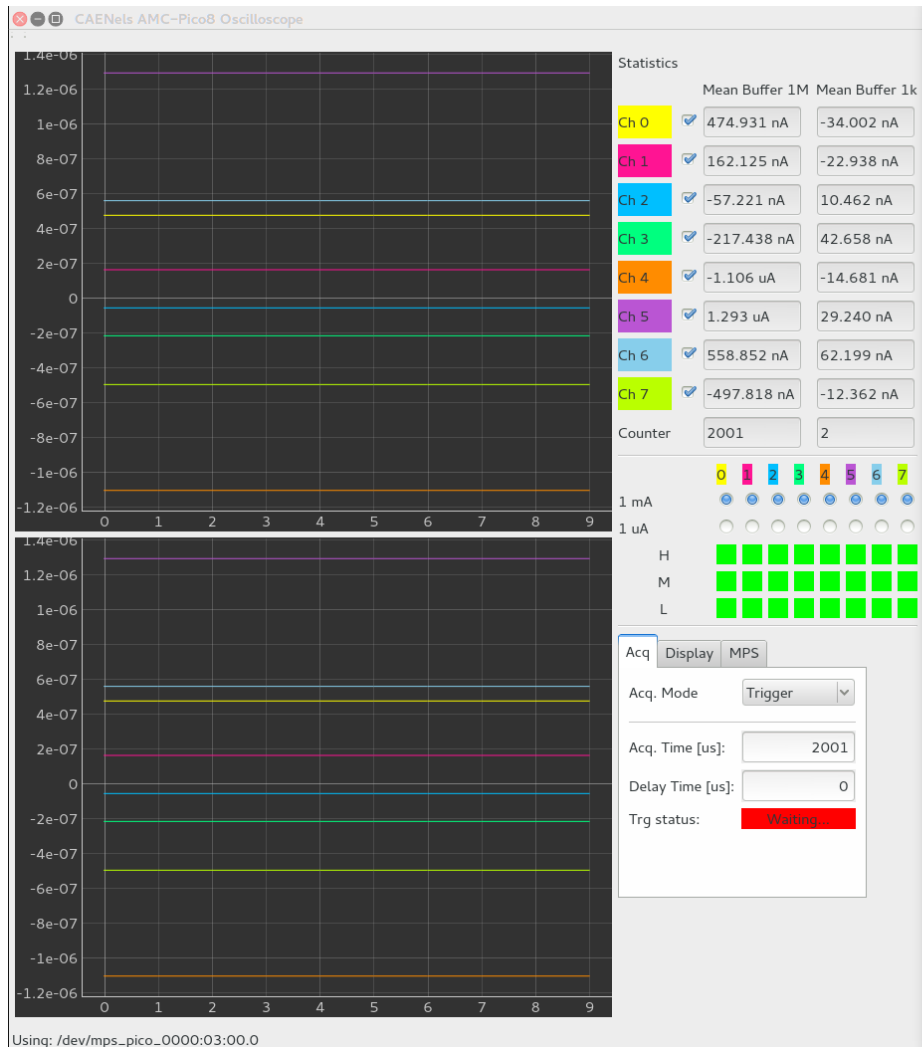 CAENels AMC-Pico8 Oscilloscope
1.4e-06
1.2e-06
1e-06
8e-07
6e-07
4e-07
2e-07
0
-2e-07
-4e-07
-6e-07
-8e-07
-1e-06
-1.2e-06
0 1 2 3 4 5 6 7 8 9
1.4e-06
1.2e-06
1e-06
8e-07
6e-07
4e-07
2e-07
0
-2e-07
-4e-07
-6e-07
-8e-07
-1e-06
-1.2e-06
0 1 2 3 4 5 6 7 8 9
Statistics
Mean Buffer 1M Mean Buffer 1k
Ch 0 474.931 nA -34.002 nA
Ch 1 162.125 nA -22.938 nA
Ch 2 -57.221 nA 10.462 nA
Ch 3 -217.438 nA 42.658 nA
Ch 4 -1.106 uA -14.681 nA
Ch 5 1.293 uA 29.240 nA
Ch 6 558.852 nA 62.199 nA
Ch 7 -497.818 nA -12.362 nA
Counter 2001 2
0 1 2 3 4 5 6 7
1 mA
1 uA
H
M
L
Acq Display MPS
Acq. Mode Trigger
Acq. Time [us]: 2001
Delay Time [us]: 0
Trg status: Waiting...
Using: /dev/mps_pico_0000:03:00.0